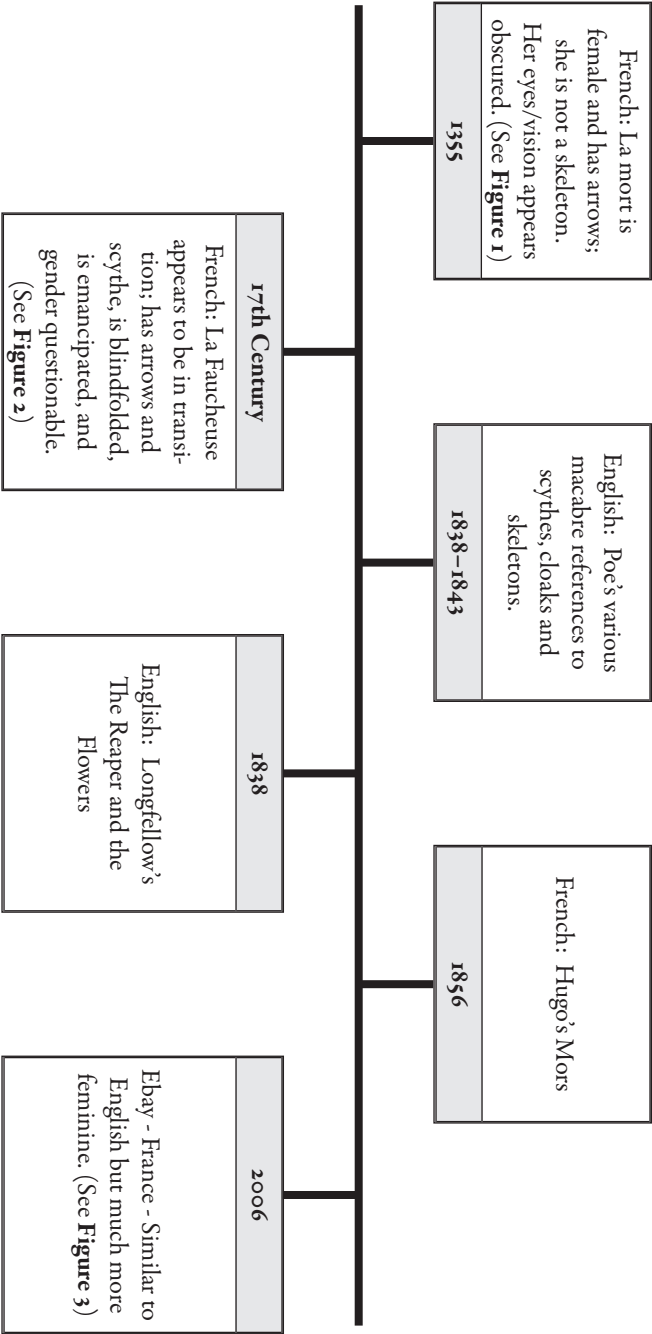 French: La mort is
female and has arrows;
she is not a skeleton.
Her eyes/vision appears
obscured. (See Figure 1)
1355
17th Century
French: La Faucheuse
appears to be in transi-
tion; has arrows and
scythe, is blindfolded,
is emancipated, and
gender questionable.
(See Figure 2)
English: Poe's various
macabre references to
scythes, cloaks and
skeletons.
1838–1843
1838
English: Longfellow's
The Reaper and the
Flowers
French: Hugo's Mors
1856
2006
Ebay - France - Similar to
English but much more
feminine. (See Figure 3)